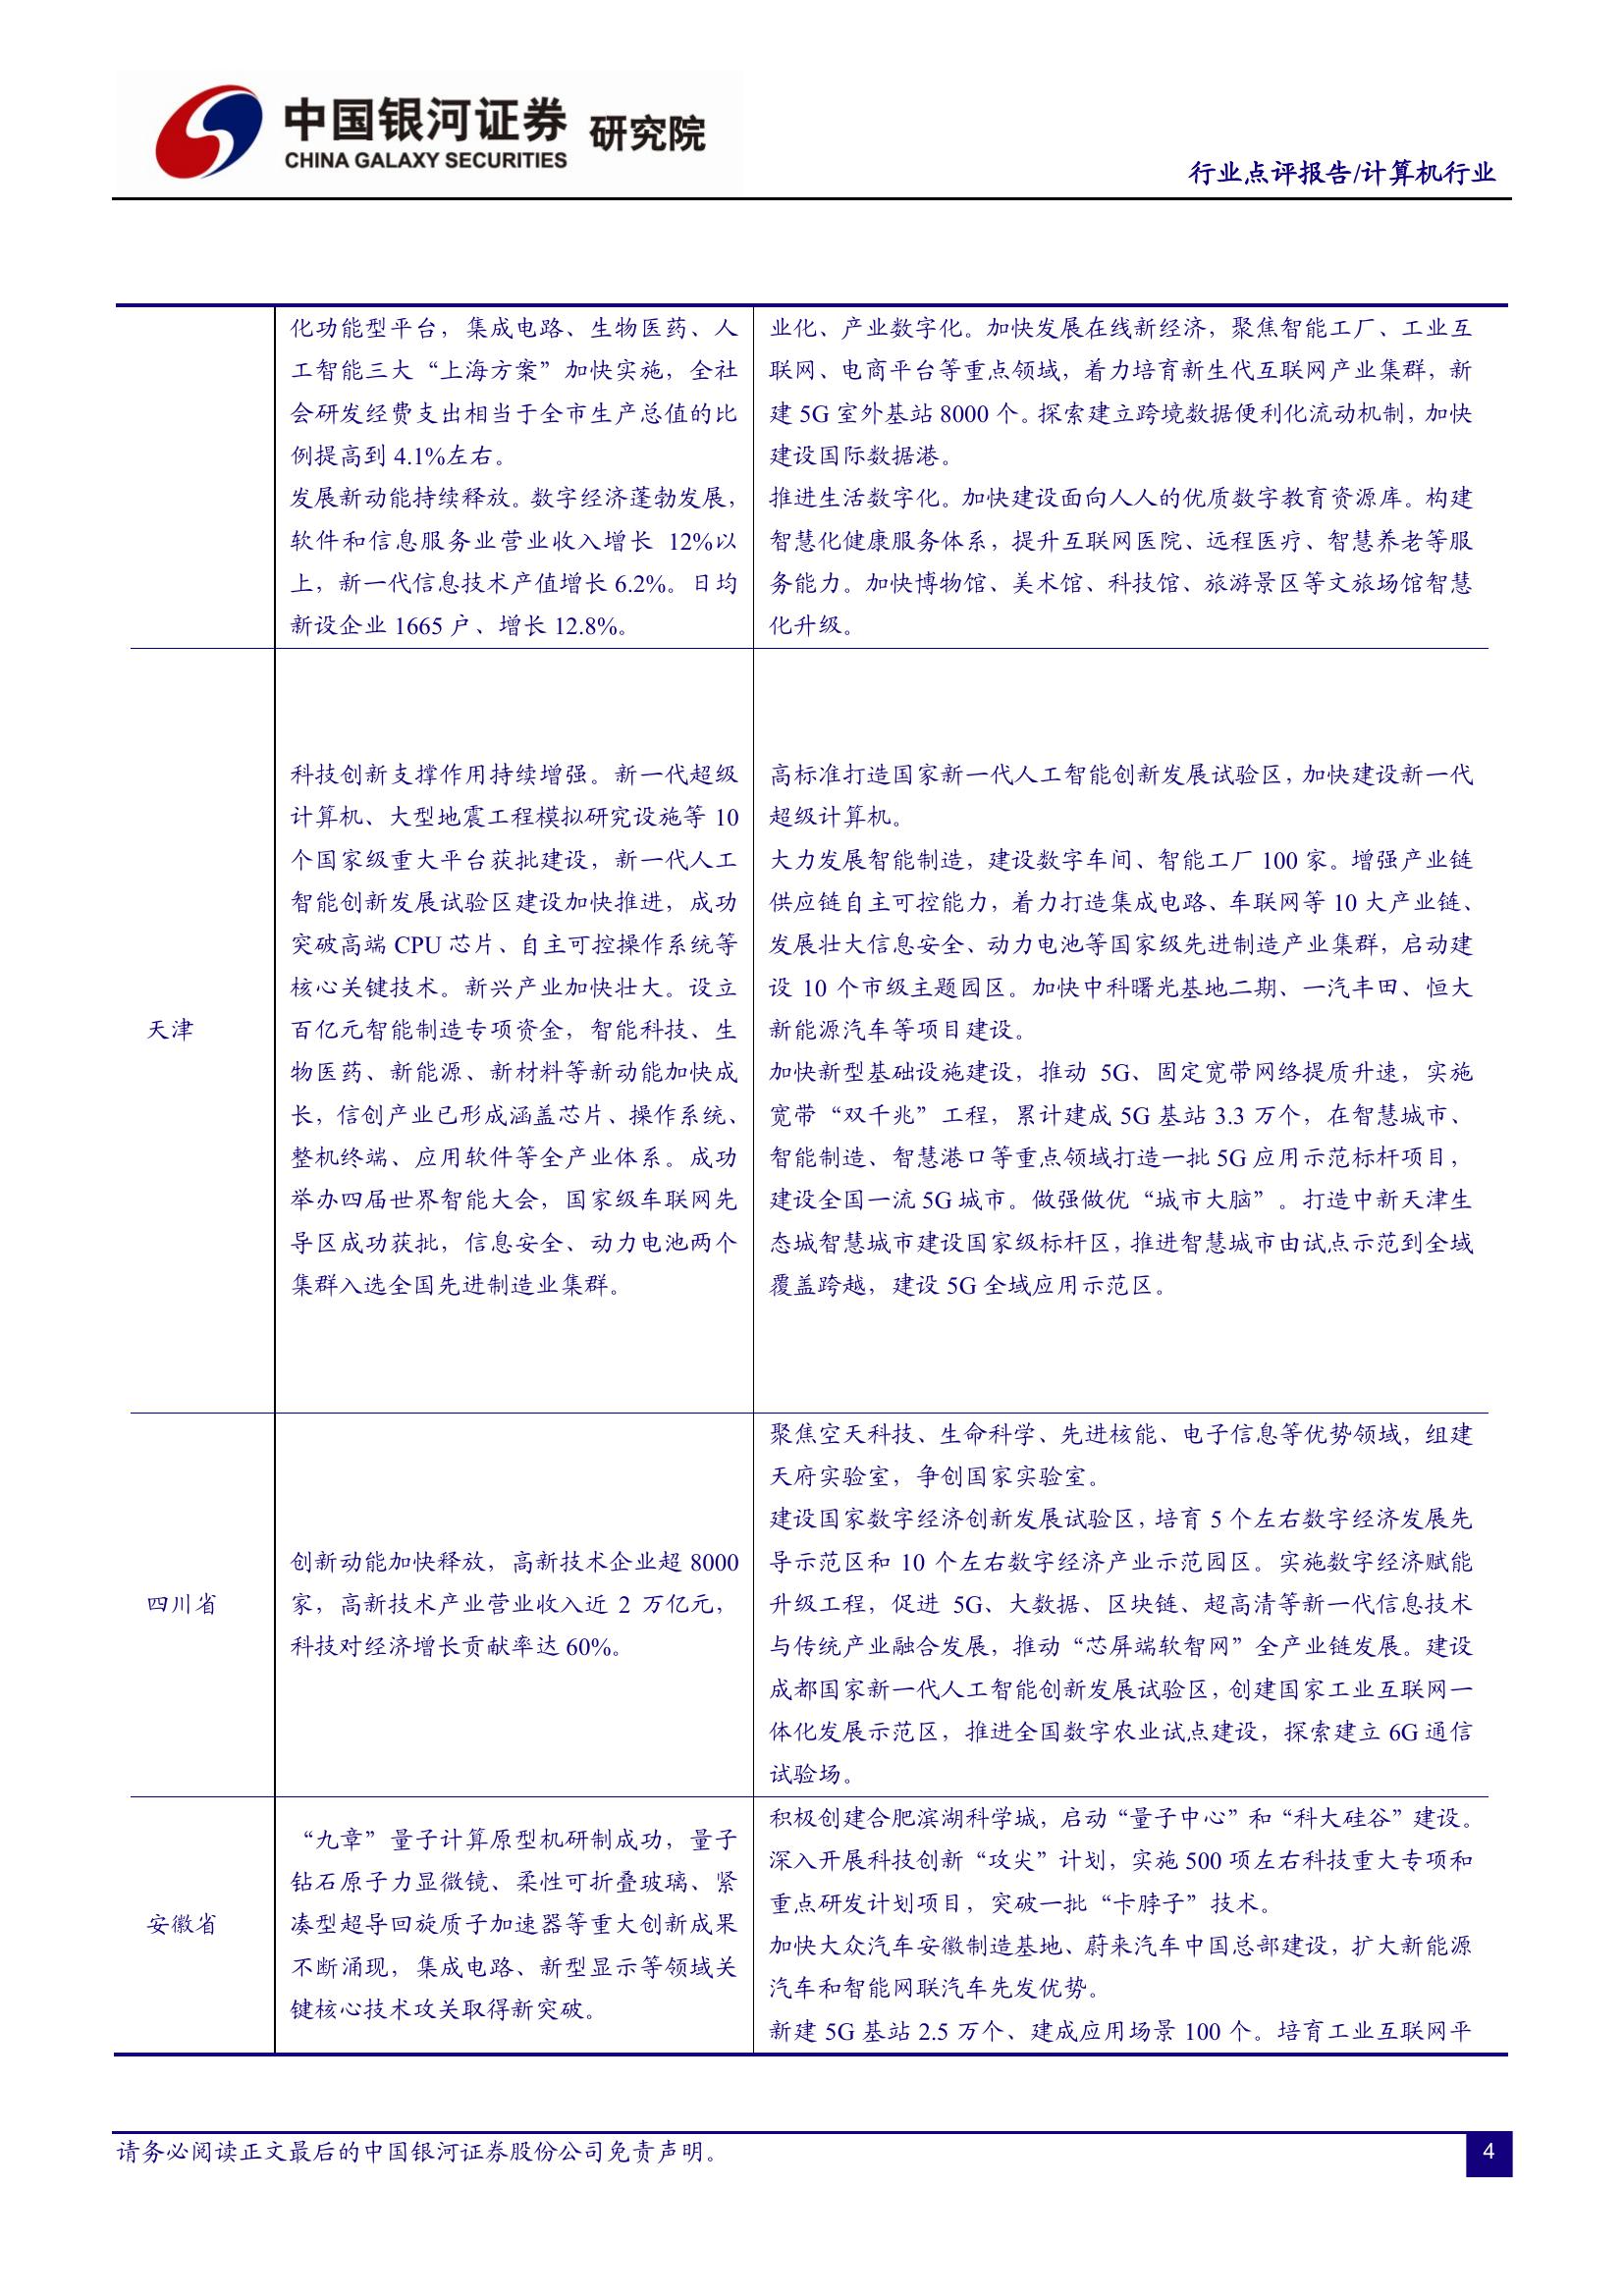 中国银河证券 研究院
CHINA GALAXY SECURITIES
行业点评报告/计算机行业
化功能型平台，集成电路、生物医药、人
工智能三大“上海方案”加快实施，全社
会研发经费支出相当于全市生产总值的比
例提高到 4.1%左右。
发展新动能持续释放。数字经济蓬勃发展，
软件和信息服务业营业收入增长 12%以
上，新一代信息技术产值增长 6.2%。日均
新设企业 1665 户、增长 12.8%。
业化、产业数字化。加快发展在线新经济，聚焦智能工厂、工业互
联网、电商平台等重点领域，着力培育新生代互联网产业集群，新
建 5G 室外基站 8000 个。探索建立跨境数据便利化流动机制，加快
建设国际数据港。
推进生活数字化。加快建设面向人人的优质数字教育资源库。构建
智慧化健康服务体系，提升互联网医院、远程医疗、智慧养老等服
务能力。加快博物馆、美术馆、科技馆、旅游景区等文旅场馆智慧
化升级。
天津
科技创新支撑作用持续增强。新一代超级
计算机、大型地震工程模拟研究设施等 10
个国家级重大平台获批建设，新一代人工
智能创新发展试验区建设加快推进，成功
突破高端 CPU 芯片、自主可控操作系统等
核心关键技术。新兴产业加快壮大。设立
百亿元智能制造专项资金，智能科技、生
物医药、新能源、新材料等新动能加快成
长，信创产业已形成涵盖芯片、操作系统、
整机终端、应用软件等全产业体系。成功
举办四届世界智能大会，国家级车联网先
导区成功获批，信息安全、动力电池两个
集群入选全国先进制造业集群。
高标准打造国家新一代人工智能创新发展试验区，加快建设新一代
超级计算机。
大力发展智能制造，建设数字车间、智能工厂 100 家。增强产业链
供应链自主可控能力，着力打造集成电路、车联网等 10 大产业链、
发展壮大信息安全、动力电池等国家级先进制造产业集群，启动建
设 10 个市级主题园区。加快中科曙光基地二期、一汽丰田、恒大
新能源汽车等项目建设。
加快新型基础设施建设，推动 5G、固定宽带网络提质升速，实施
宽带“双千兆”工程，累计建成 5G 基站 3.3 万个，在智慧城市、
智能制造、智慧港口等重点领域打造一批 5G 应用示范标杆项目，
建设全国一流 5G 城市。做强做优“城市大脑”。打造中新天津生
态城智慧城市建设国家级标杆区，推进智慧城市由试点示范到全域
覆盖跨越，建设 5G 全域应用示范区。
四川省
创新动能加快释放，高新技术企业超 8000
家，高新技术产业营业收入近 2 万亿元，
科技对经济增长贡献率达 60%。
聚焦空天科技、生命科学、先进核能、电子信息等优势领域，组建
天府实验室，争创国家实验室。
建设国家数字经济创新发展试验区，培育 5 个左右数字经济发展先
导示范区和 10 个左右数字经济产业示范园区。实施数字经济赋能
升级工程，促进 5G、大数据、区块链、超高清等新一代信息技术
与传统产业融合发展，推动“芯屏端软智网”全产业链发展。建设
成都国家新一代人工智能创新发展试验区，创建国家工业互联网一
体化发展示范区，推进全国数字农业试点建设，探索建立 6G 通信
试验场。
安徽省
“九章”量子计算原型机研制成功，量子
钻石原子力显微镜、柔性可折叠玻璃、紧
凑型超导回旋质子加速器等重大创新成果
不断涌现，集成电路、新型显示等领域关
键核心技术攻关取得新突破。
积极创建合肥滨湖科学城，启动“量子中心”和“科大硅谷”建设。
深入开展科技创新“攻尖”计划，实施 500 项左右科技重大专项和
重点研发计划项目，突破一批“卡脖子”技术。
加快大众汽车安徽制造基地、蔚来汽车中国总部建设，扩大新能源
汽车和智能网联汽车先发优势。
新建 5G 基站 2.5 万个、建成应用场景 100 个。培育工业互联网平
请务必阅读正文最后的中国银河证券股份公司免责声明。
4